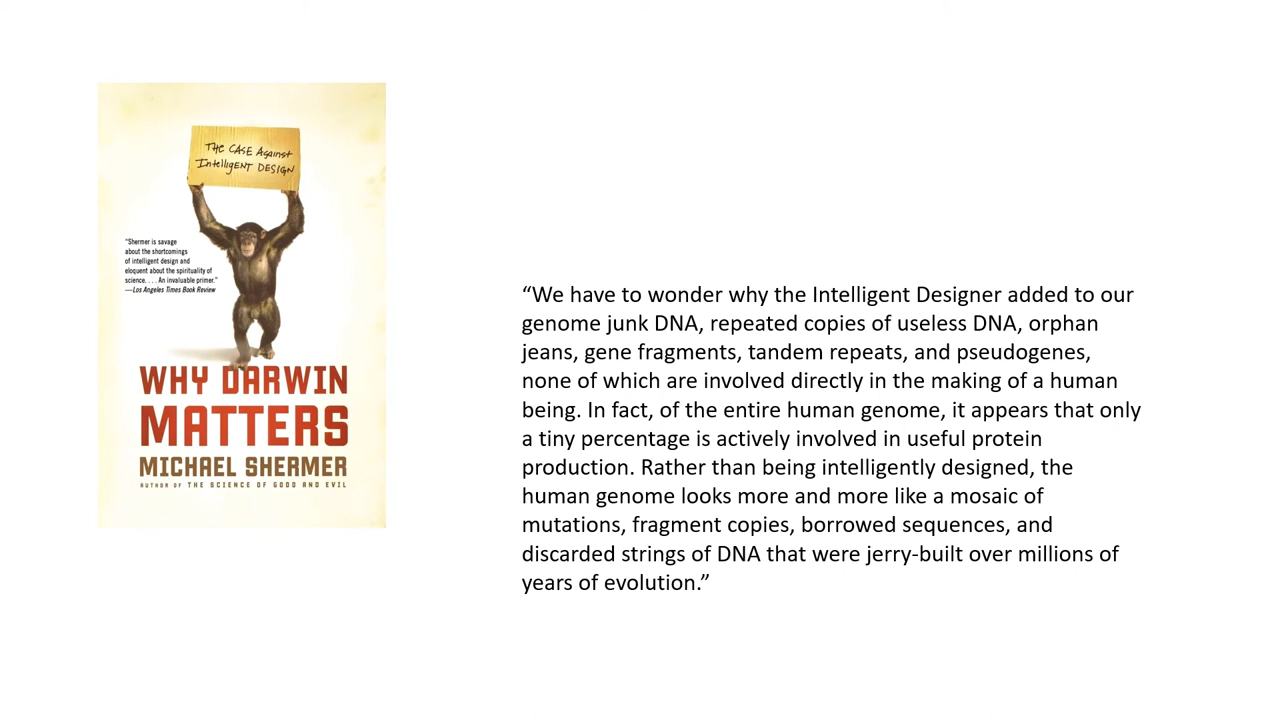 THE CASE Against
Intelligent DESIGN
"Shermer is savage
about the shortcomings
of intelligent design and
eloquent about the spirituality of
science. . . . An invaluable primer."
—Los Angeles Times Book Review
WHY DARWIN
MATTERS
MICHAEL SHERMER
AUTHOR OF THE SCIENCE OF GOOD AND EVIL
“We have to wonder why the Intelligent Designer added to our
genome junk DNA, repeated copies of useless DNA, orphan
jeans, gene fragments, tandem repeats, and pseudogenes,
none of which are involved directly in the making of a human
being. In fact, of the entire human genome, it appears that only
a tiny percentage is actively involved in useful protein
production. Rather than being intelligently designed, the
human genome looks more and more like a mosaic of
mutations, fragment copies, borrowed sequences, and
discarded strings of DNA that were jerry-built over millions of
years of evolution.”